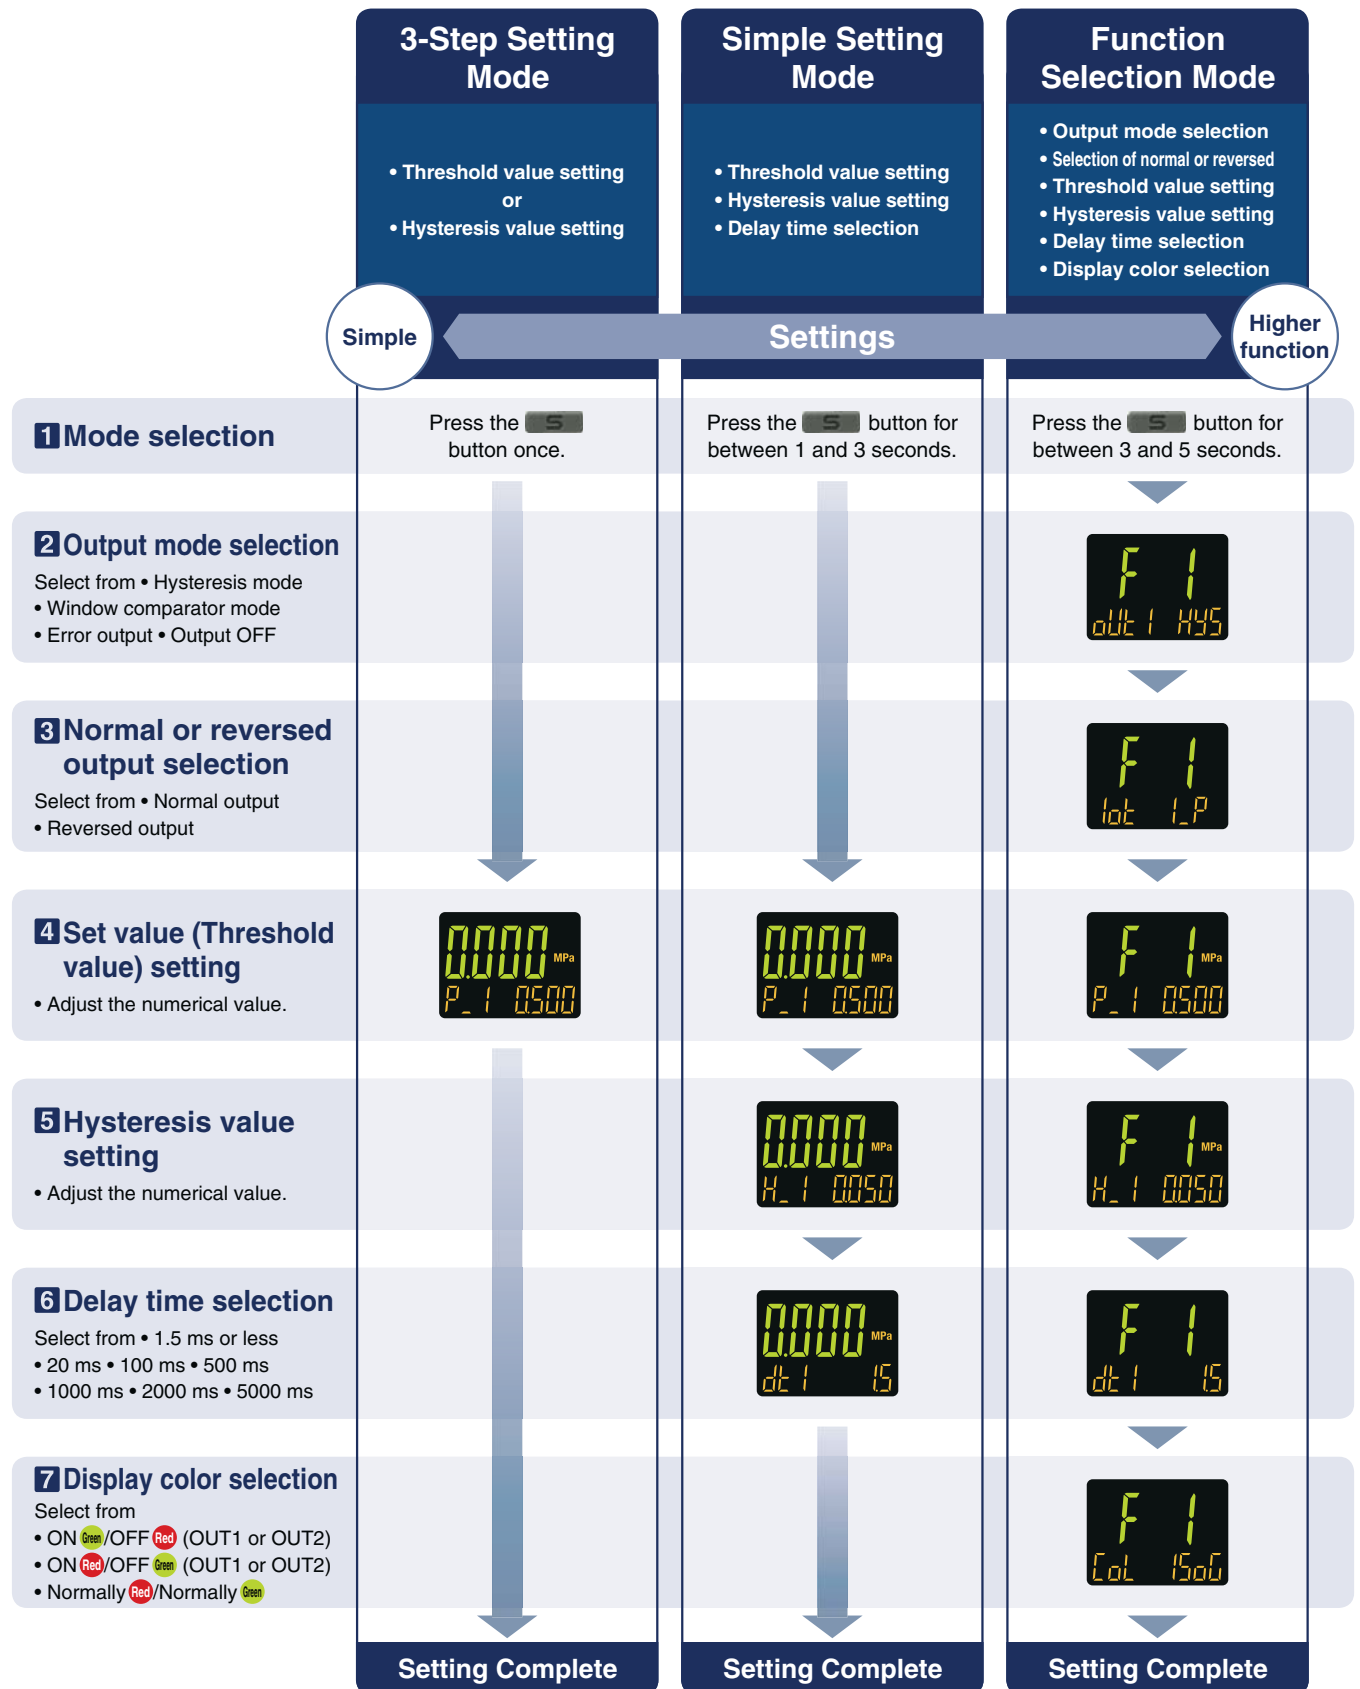 3-Step Setting
Mode
• Threshold value setting
or
• Hysteresis value setting
Simple Setting
Mode
• Threshold value setting
• Hysteresis value setting
• Delay time selection
Function
Selection Mode
• Output mode selection
• Selection of normal or reversed
• Threshold value setting
• Hysteresis value setting
• Delay time selection
• Display color selection
Simple
Settings
Higher
function
1 Mode selection
Press the S
button once.
Press the S button for
between 1 and 3 seconds.
Press the S button for
between 3 and 5 seconds.
2 Output mode selection
Select from • Hysteresis mode
• Window comparator mode
• Error output • Output OFF
F 1
oUt1 HYS
3 Normal or reversed
output selection
Select from • Normal output
• Reversed output
F 1
1ot 1_P
4 Set value (Threshold
value) setting
• Adjust the numerical value.
0.000 MPa
P_1 0.500
0.000 MPa
P_1 0.500
F 1 MPa
P_1 0.500
5 Hysteresis value
setting
• Adjust the numerical value.
0.000 MPa
H_1 0.050
F 1 MPa
H_1 0.050
6 Delay time selection
Select from • 1.5 ms or less
• 20 ms • 100 ms • 500 ms
• 1000 ms • 2000 ms • 5000 ms
0.000 MPa
dt1 1.5
F 1
dt1 1.5
7 Display color selection
Select from
• ON Green/OFF Red (OUT1 or OUT2)
• ON Red/OFF Green (OUT1 or OUT2)
• Normally Red/Normally Green
F 1
CoL 1SoG
Setting Complete
Setting Complete
Setting Complete